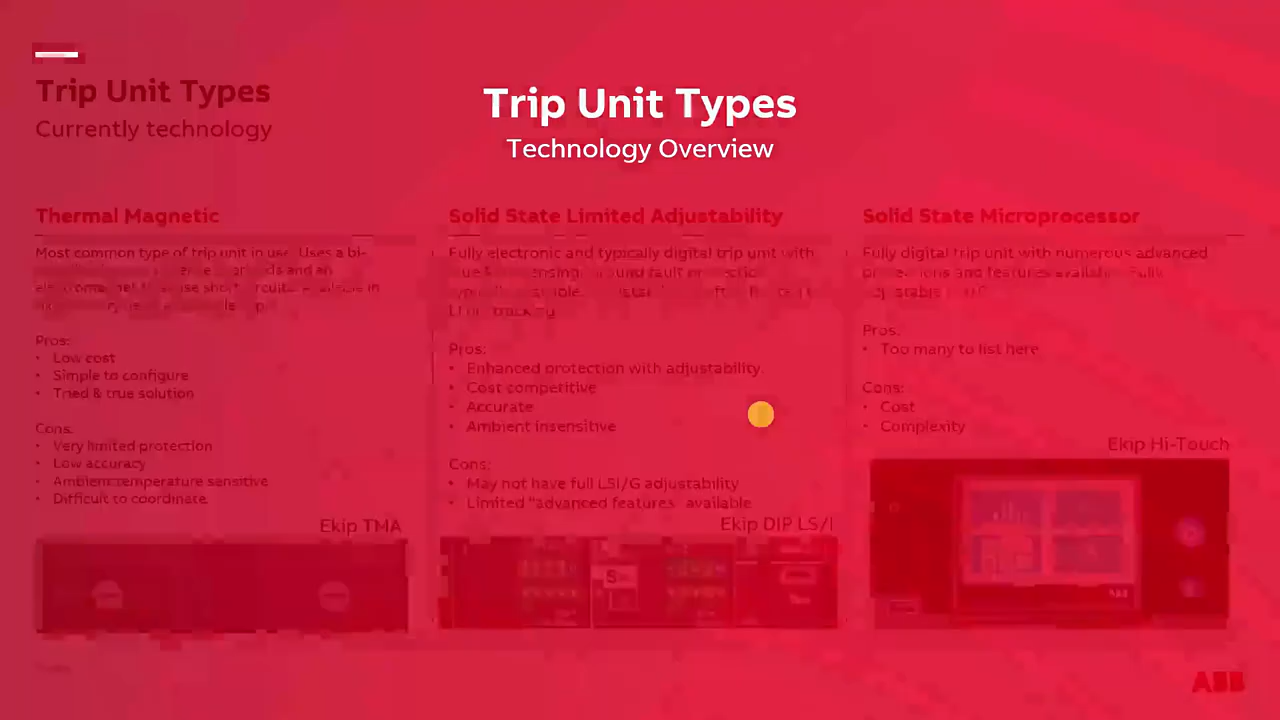 Trip Unit Types
Currently technology
Trip Unit Types
Technology Overview
Thermal Magnetic
Most common type of trip unit in use. Uses a bi-
and an
Pros:
• Low cost
• Simple to configure
• Tried & true solution
Cons:
• Very limited protection
• Low accuracy
• Ambient temperature sensitive
• Difficult to coordinate
Ekip TMA
Solid State Limited Adjustability
Fully electronic and typically digital trip unit with
Pros:
• Enhanced protection with adjustability
• Cost competitive
• Accurate
• Ambient insensitive
Cons:
• May not have full LSI/G adjustability
• Limited "advanced features" available
Ekip DIP LS/I
Solid State Microprocessor
Fully digital trip unit with numerous advanced
and features Fully
Pros:
• Too many to list here
Cons:
• Cost
• Complexity
Ekip Hi-Touch
ABB